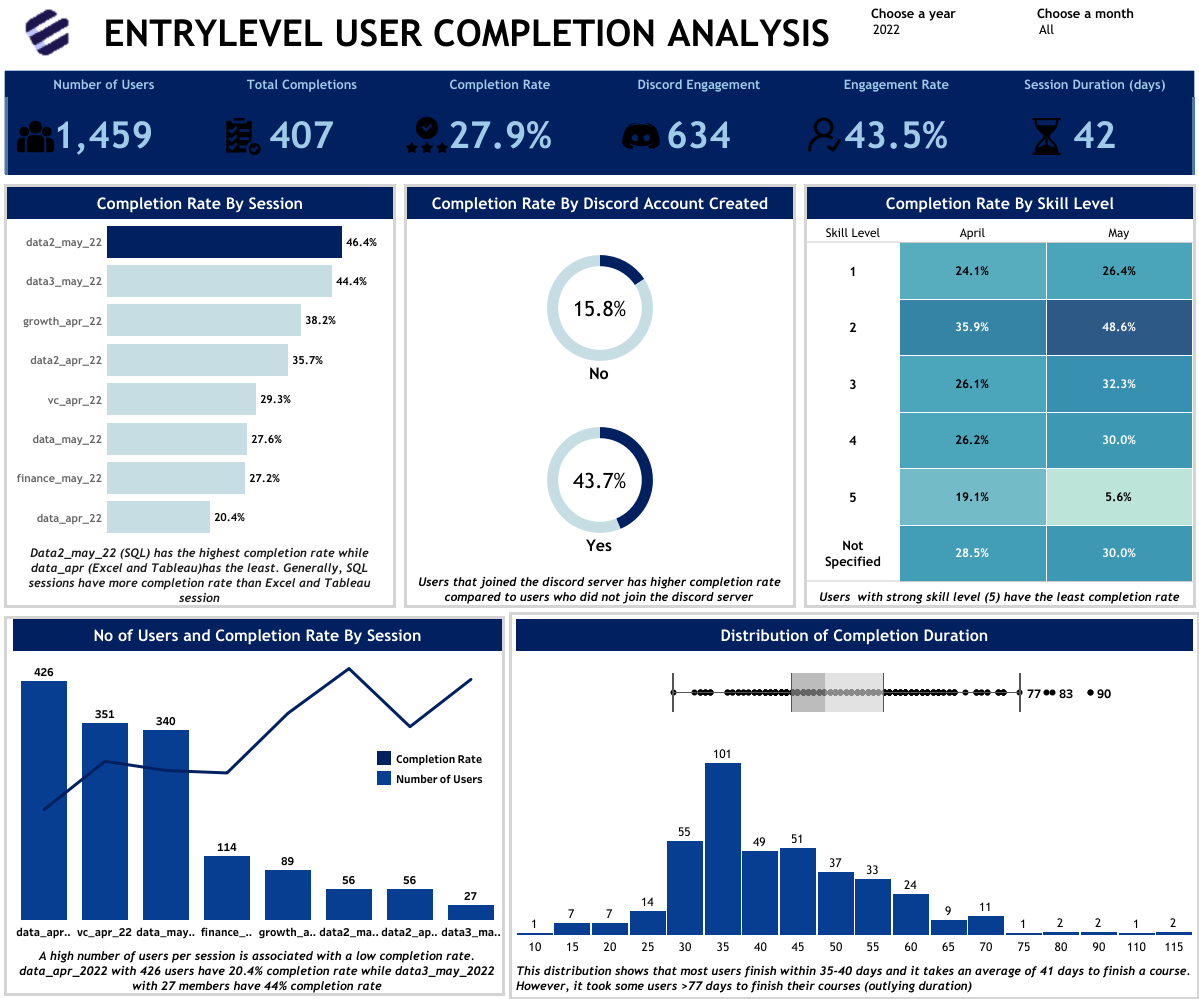 ENTRYLEVEL USER COMPLETION ANALYSIS
Choose a year
2022
Choose a month
All
Number of Users
1,459
Total Completions
407
Completion Rate
27.9%
Discord Engagement
634
Engagement Rate
43.5%
Session Duration (days)
42
Completion Rate By Session
data2_may_22 46.4%
data3_may_22 44.4%
growth_apr_22 38.2%
data2_apr_22 35.7%
vc_apr_22 29.3%
data_may_22 27.6%
finance_may_22 27.2%
data_apr_22 20.4%
Data2_may_22 (SQL) has the highest completion rate while
data_apr (Excel and Tableau)has the least. Generally, SQL
sessions have more completion rate than Excel and Tableau
session
Completion Rate By Discord Account Created
15.8%
No
43.7%
Yes
Users that joined the discord server has higher completion rate
compared to users who did not join the discord server
Completion Rate By Skill Level
Skill Level April May
1 24.1% 26.4%
2 35.9% 48.6%
3 26.1% 32.3%
4 26.2% 30.0%
5 19.1% 5.6%
Not
Specified 28.5% 30.0%
Users with strong skill level (5) have the least completion rate
No of Users and Completion Rate By Session
426
351
340
114
89
56
56
27
Completion Rate
Number of Users
data_apr.. vc_apr_22 data_may.. finance_.. growth_a.. data2_ma.. data2_ap.. data3_ma..
A high number of users per session is associated with a low completion rate.
data_apr_2022 with 426 users have 20.4% completion rate while data3_may_2022
with 27 members have 44% completion rate
Distribution of Completion Duration
77 83 90
1 7 7 14 55 101 49 51 37 33 24 9 11 1 2 2 1 2
10 15 20 25 30 35 40 45 50 55 60 65 70 75 80 90 110 115
This distribution shows that most users finish within 35-40 days and it takes an average of 41 days to finish a course.
However, it took some users >77 days to finish their courses (outlying duration)